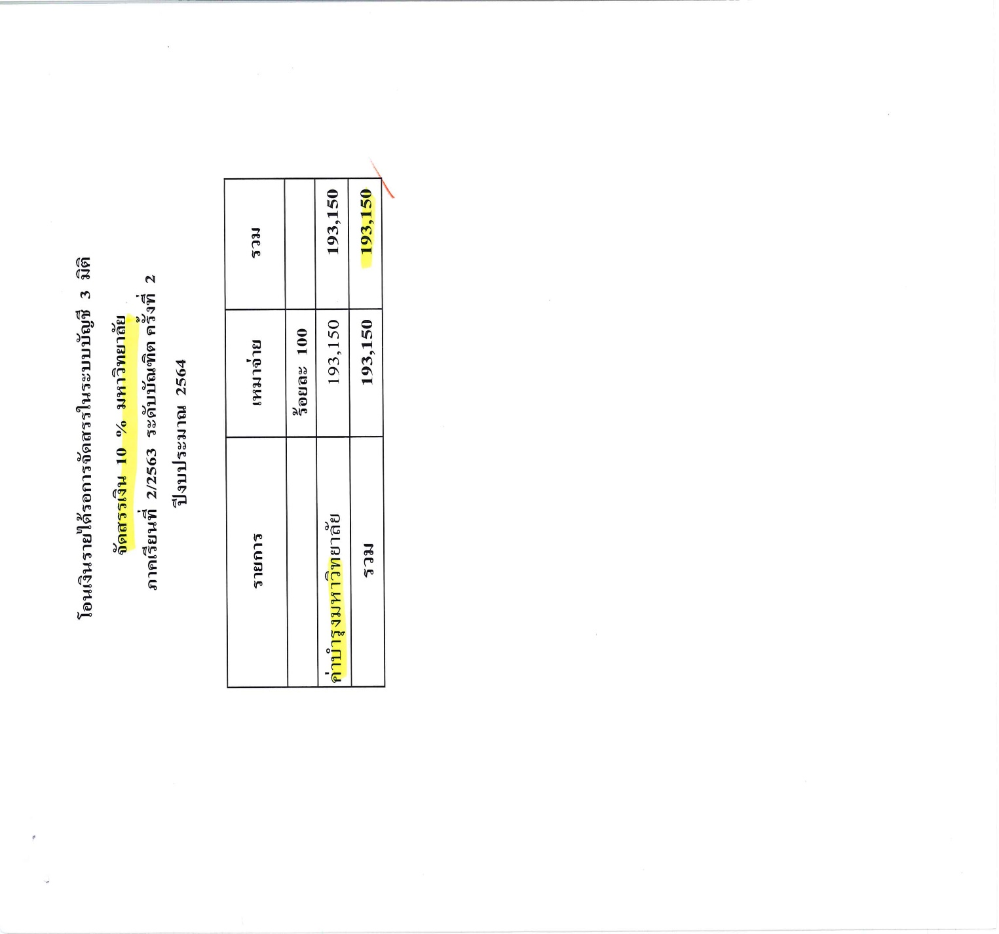 โอนเงินรายได้รอการจัดสรรในระบบบัญชี 3 มิติ
จัดสรรเงิน 10 % มหาวิทยาลัย
ภาคเรียนที่ 2/2563 ระดับบัณฑิต ครั้งที่ 2
ปีงบประมาณ 2564
รายการ เหมาจ่าย รวม
ร้อยละ 100
ค่าบำรุงมหาวิทยาลัย 193,150 193,150
รวม 193,150 193,150